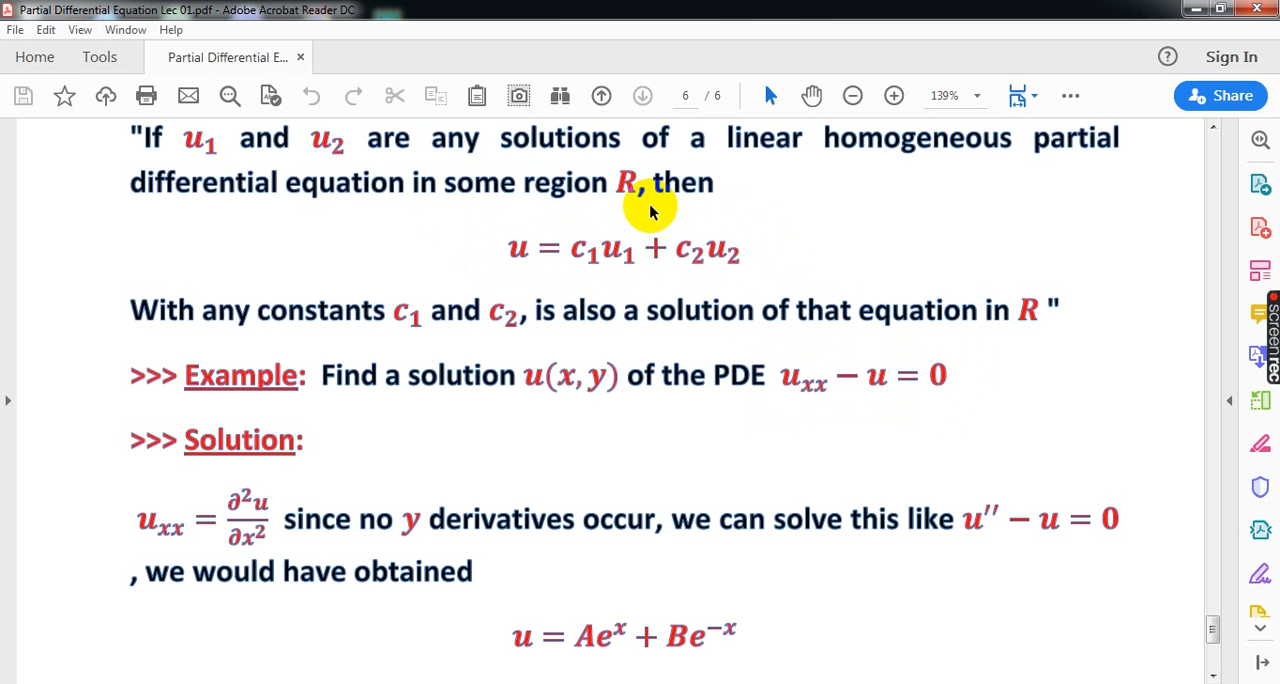 Partial Differential Equation Lec 01.pdf - Adobe Acrobat Reader DC
File Edit View Window Help
Home Tools Partial Differential E... × ? Sign In
6 / 6 139% Share
"If u₁ and u₂ are any solutions of a linear homogeneous partial
differential equation in some region R, then
u = c₁u₁ + c₂u₂
With any constants c₁ and c₂, is also a solution of that equation in R "
>>> Example: Find a solution u(x, y) of the PDE uₓₓ − u = 0
>>> Solution:
uₓₓ = ∂²u/∂x² since no y derivatives occur, we can solve this like u′′ − u = 0
, we would have obtained
u = Aeˣ + Be⁻ˣ
screenrec